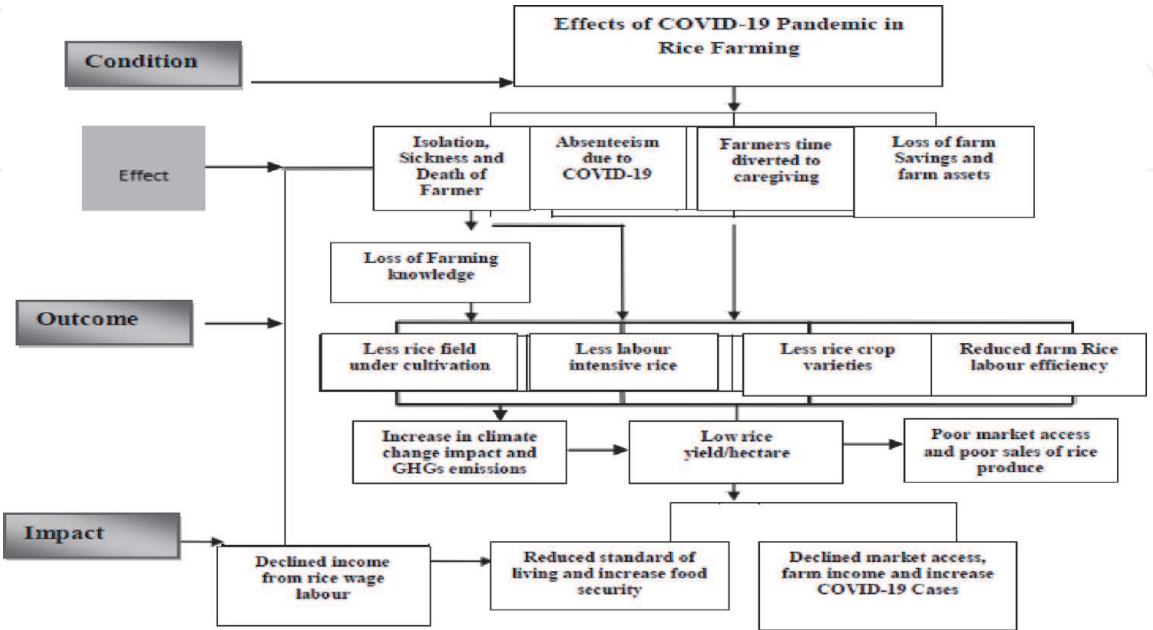 Effects of COVID-19 Pandemic in
Rice Farming
Condition
Effect
Isolation,
Sickness and
Death of
Farmer
Absenteeism
due to
COVID-19
Farmers time
diverted to
caregiving
Loss of farm
Savings and
farm assets
Loss of Farming
knowledge
Outcome
Less rice field
under cultivation
Less labour
intensive rice
Less rice crop
varieties
Reduced farm Rice
labour efficiency
Increase in climate
change impact and
GHGs emissions
Low rice
yield/hectare
Poor market access
and poor sales of rice
produce
Impact
Declined income
from rice wage
labour
Reduced standard of
living and increase food
security
Declined market access,
farm income and increase
COVID-19 Cases